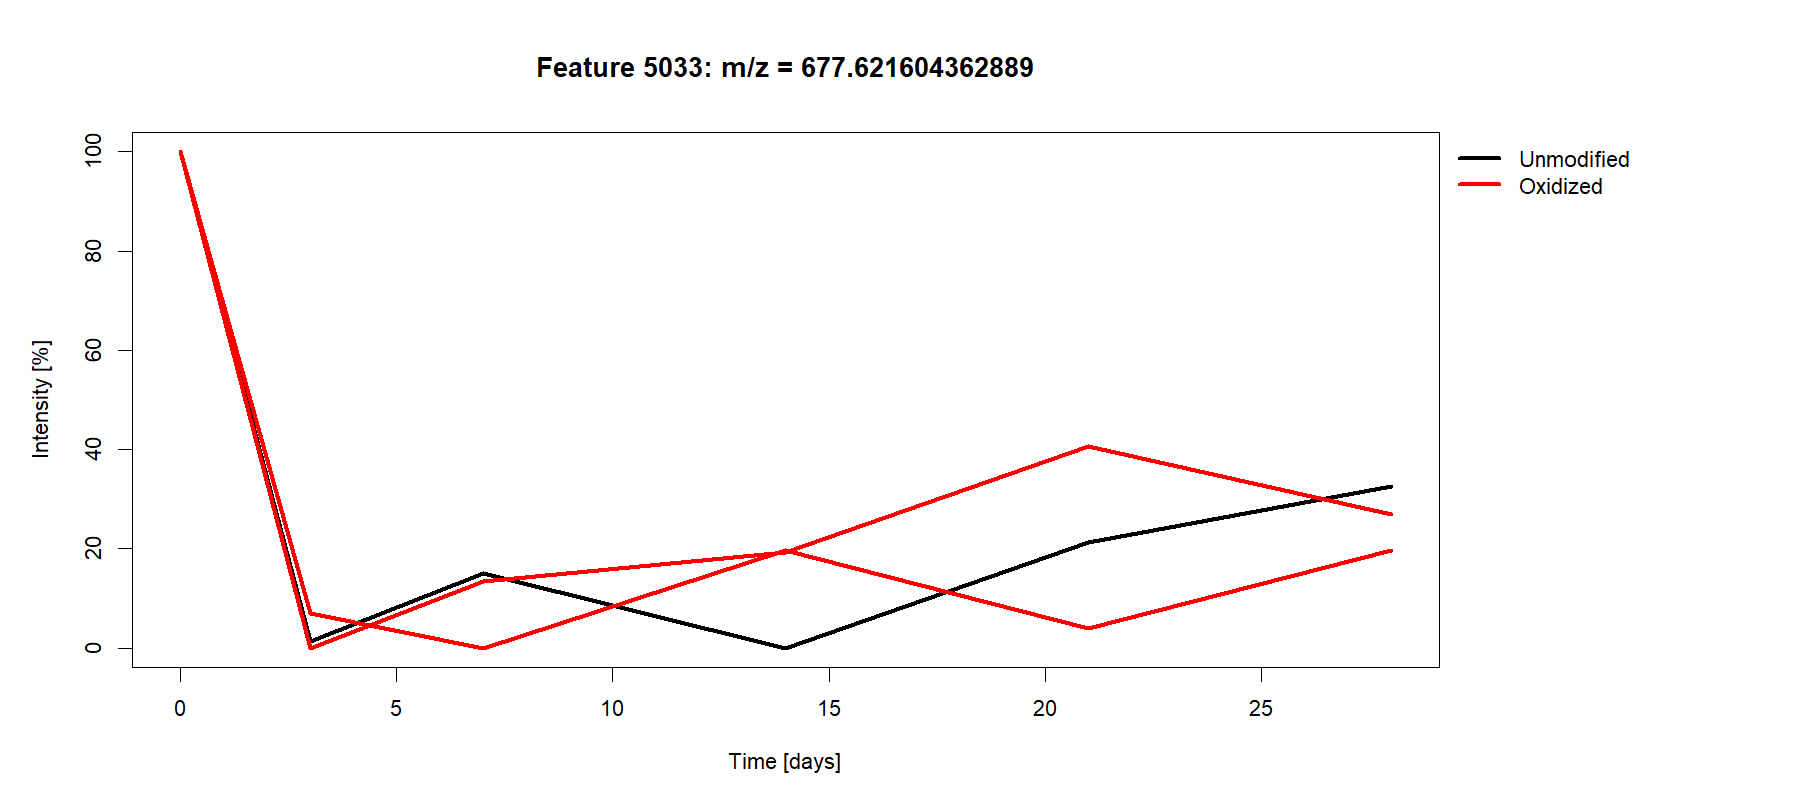 Feature 5033: m/z = 677.621604362889
Unmodified
Oxidized
Intensity [%]
100
80
60
40
20
0
0 5 10 15 20 25
Time [days]